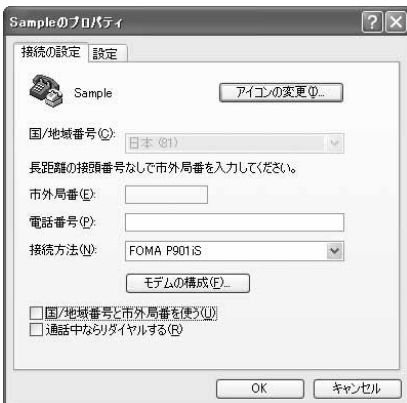 Sampleのプロパティ
接続の設定 設定
Sample
アイコンの変更(I)...
国/地域番号(C):
日本 (81)
長距離の接頭番号なしで市外局番を入力してください。
市外局番(E):
電話番号(P):
接続方法(N):
FOMA P901iS
モデムの構成(F)...
国/地域番号と市外局番を使う(U)
通話中ならリダイヤルする(R)
OK キャンセル